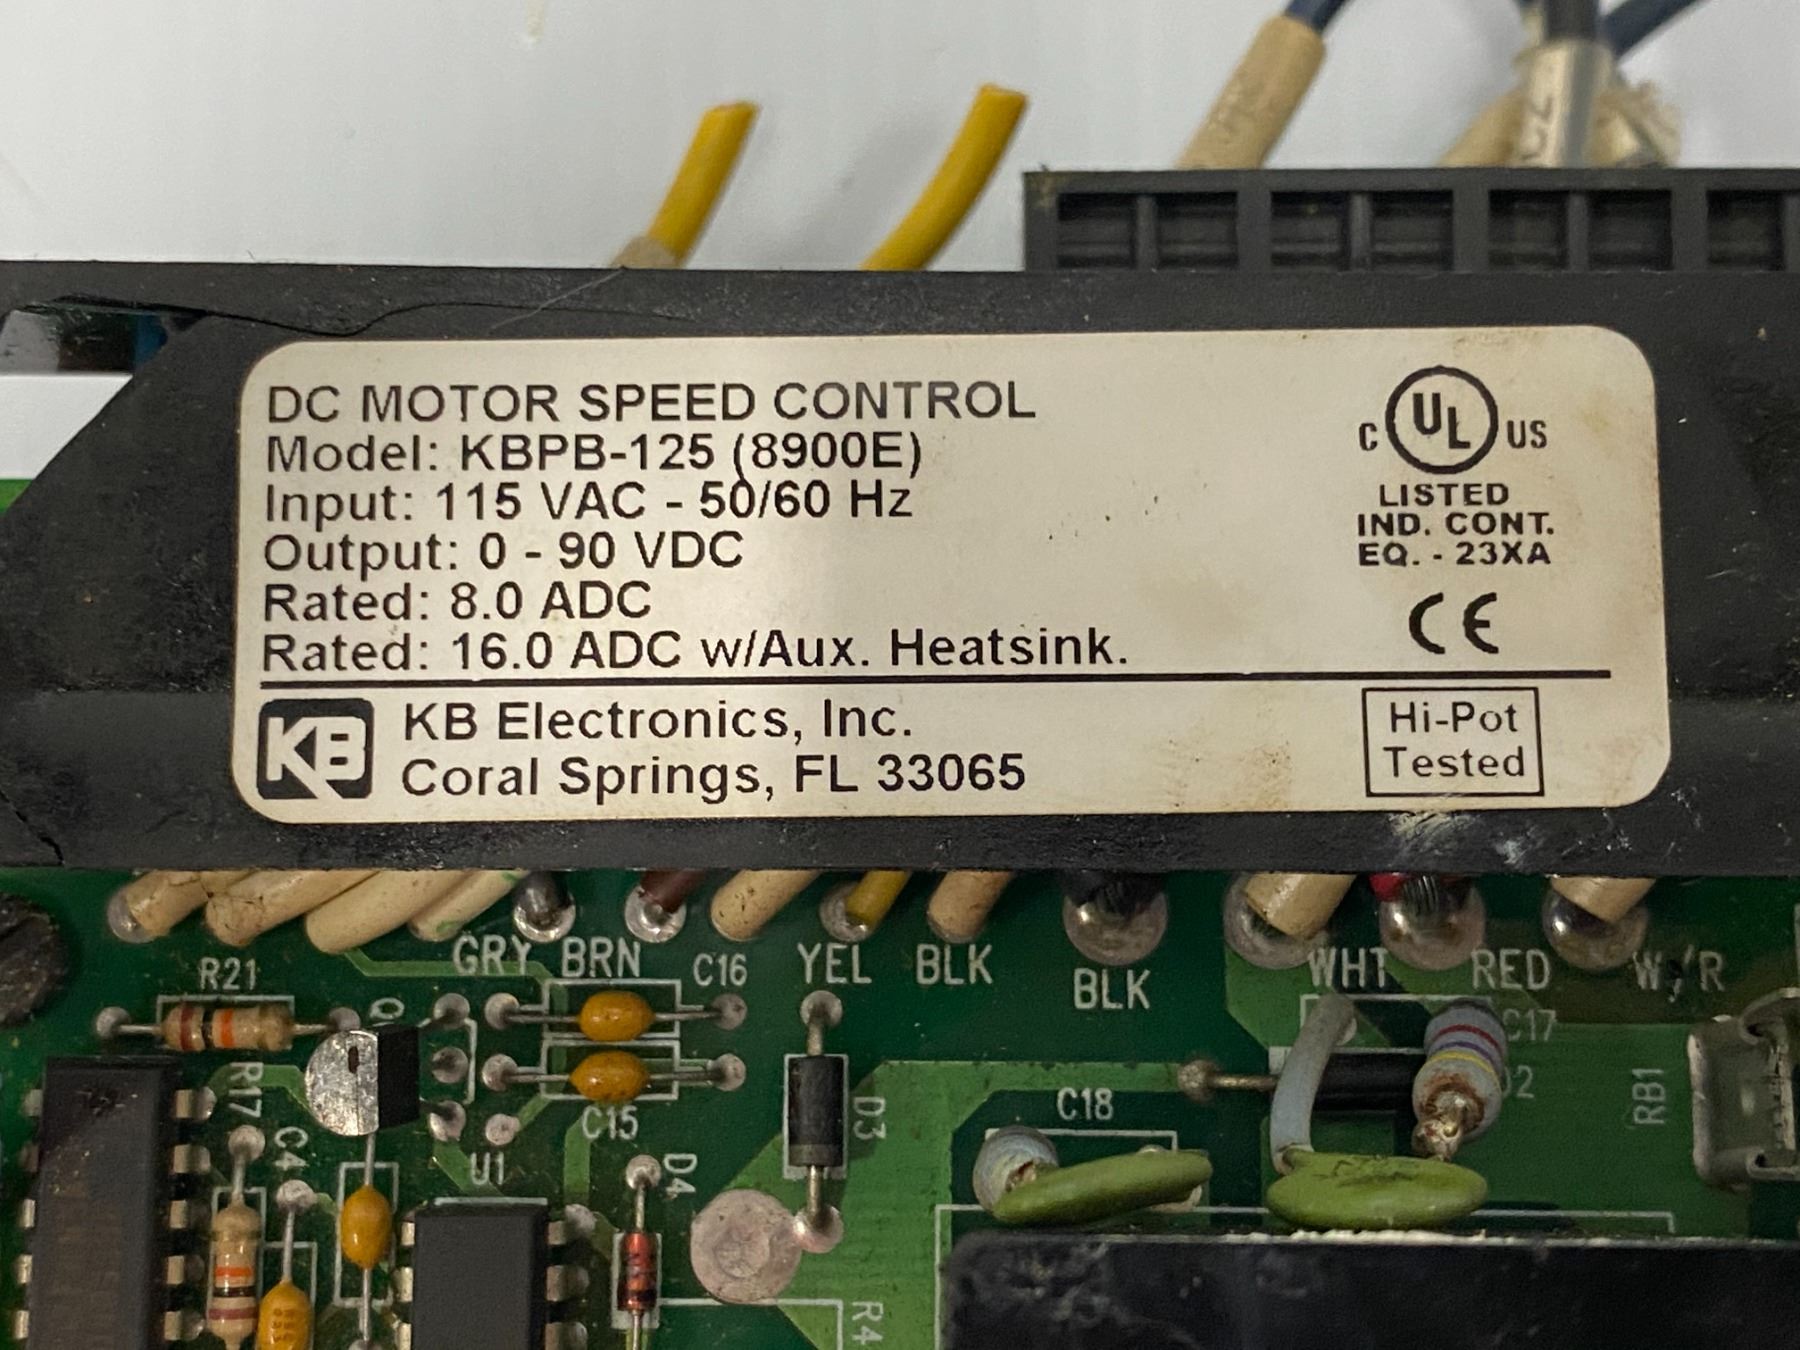 DC MOTOR SPEED CONTROL
Model: KBPB-125 (8900E)
Input: 115 VAC - 50/60 Hz
Output: 0 - 90 VDC
Rated: 8.0 ADC
Rated: 16.0 ADC w/Aux. Heatsink.
C UL US
LISTED
IND. CONT.
EQ. - 23XA
CE
KB
KB Electronics, Inc.
Coral Springs, FL 33065
Hi-Pot
Tested
GRY BRN C16 YEL BLK BLK WHT RED W/R
R21
C17
R17
C4
C15
D3
C18
RB1
U1
D4
R4